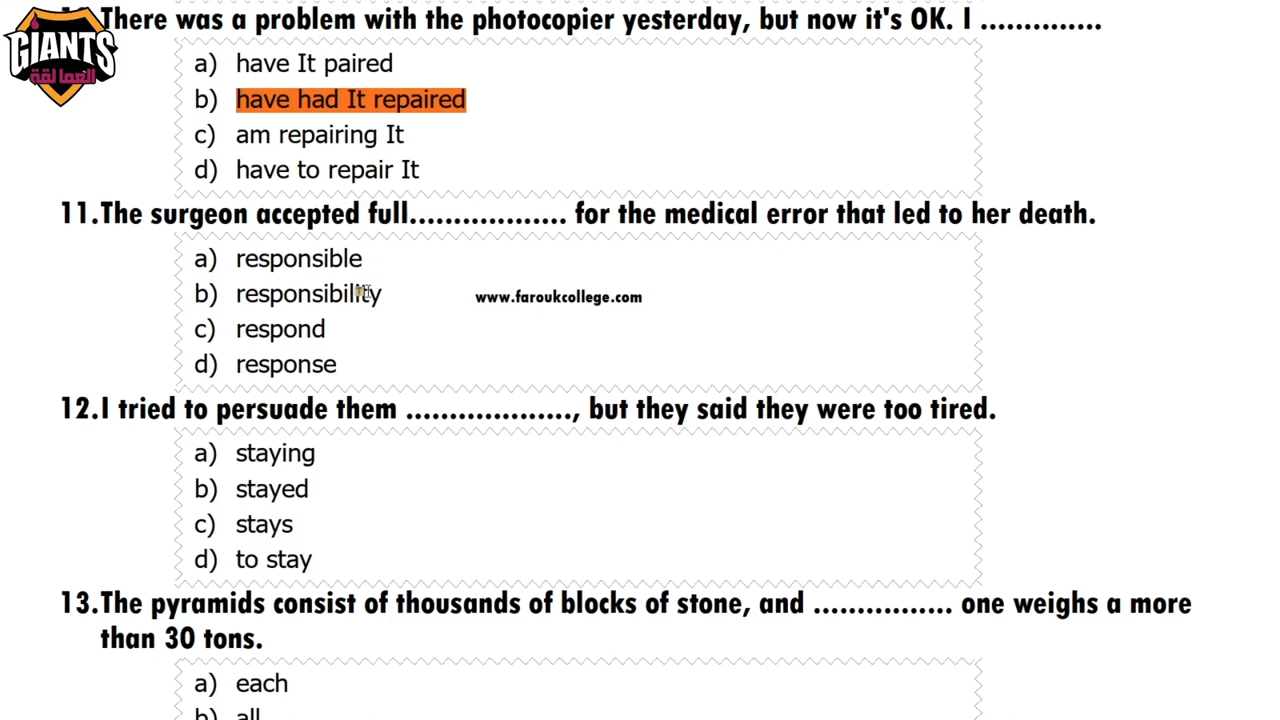 GIANTS
العمالقة
There was a problem with the photocopier yesterday, but now it's OK. I ..............
a) have It paired
b) have had It repaired
c) am repairing It
d) have to repair It
11.The surgeon accepted full.................. for the medical error that led to her death.
a) responsible
b) responsibility
www.faroukcollege.com
c) respond
d) response
12.I tried to persuade them ..................., but they said they were too tired.
a) staying
b) stayed
c) stays
d) to stay
13.The pyramids consist of thousands of blocks of stone, and ................ one weighs a more
than 30 tons.
a) each
b) all